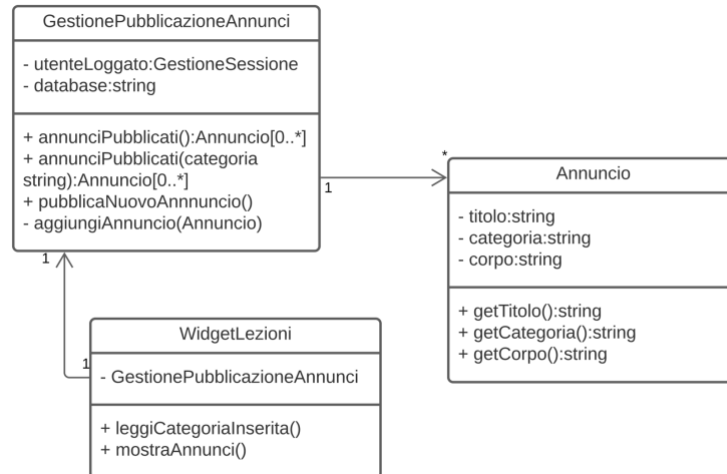 GestionePubblicazioneAnnunci
- utenteLoggato:GestioneSessione
- database:string
+ annunciPubblicati():Annuncio[0..*]
+ annunciPubblicati(categoria
string):Annuncio[0..*]
+ pubblicaNuovoAnnnuncio()
- aggiungiAnnuncio(Annuncio)
1
*
Annuncio
- titolo:string
- categoria:string
- corpo:string
+ getTitolo():string
+ getCategoria():string
+ getCorpo():string
1
1
WidgetLezioni
- GestionePubblicazioneAnnunci
+ leggiCategoriaInserita()
+ mostraAnnunci()